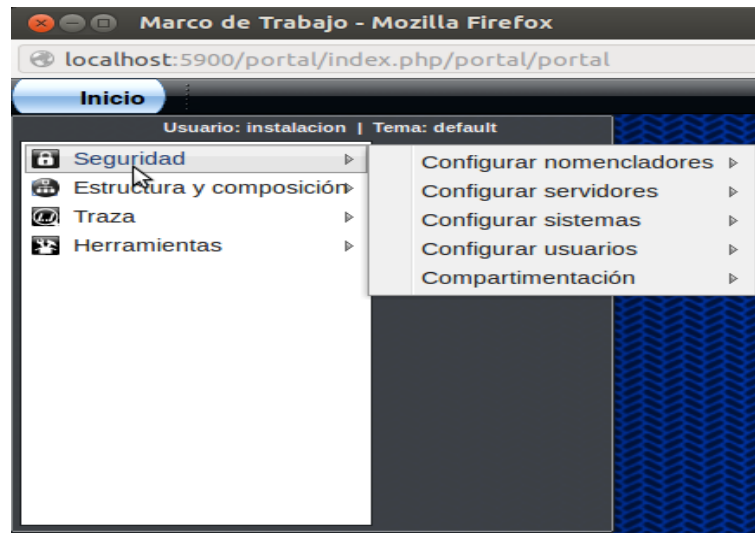 Marco de Trabajo - Mozilla Firefox
localhost:5900/portal/index.php/portal/portal
Inicio
Usuario: instalacion | Tema: default
Seguridad
Estructura y composición
Traza
Herramientas
Configurar nomencladores
Configurar servidores
Configurar sistemas
Configurar usuarios
Compartimentación